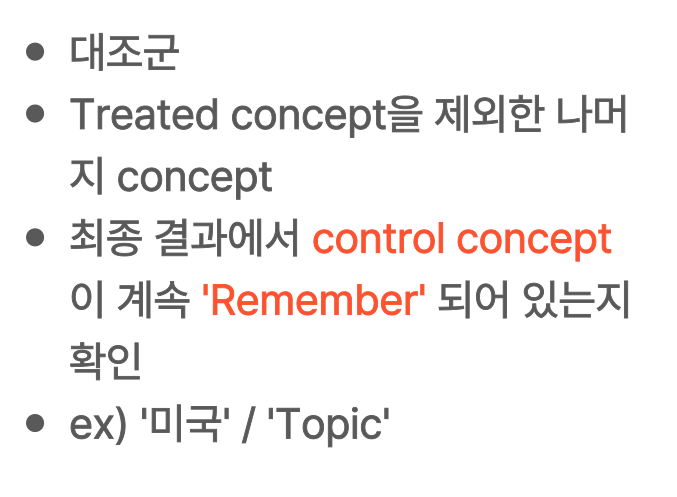 • 대조군
• Treated concept을 제외한 나머
지 concept
• 최종 결과에서 control concept
이 계속 'Remember' 되어 있는지
확인
• ex) '미국' / 'Topic'